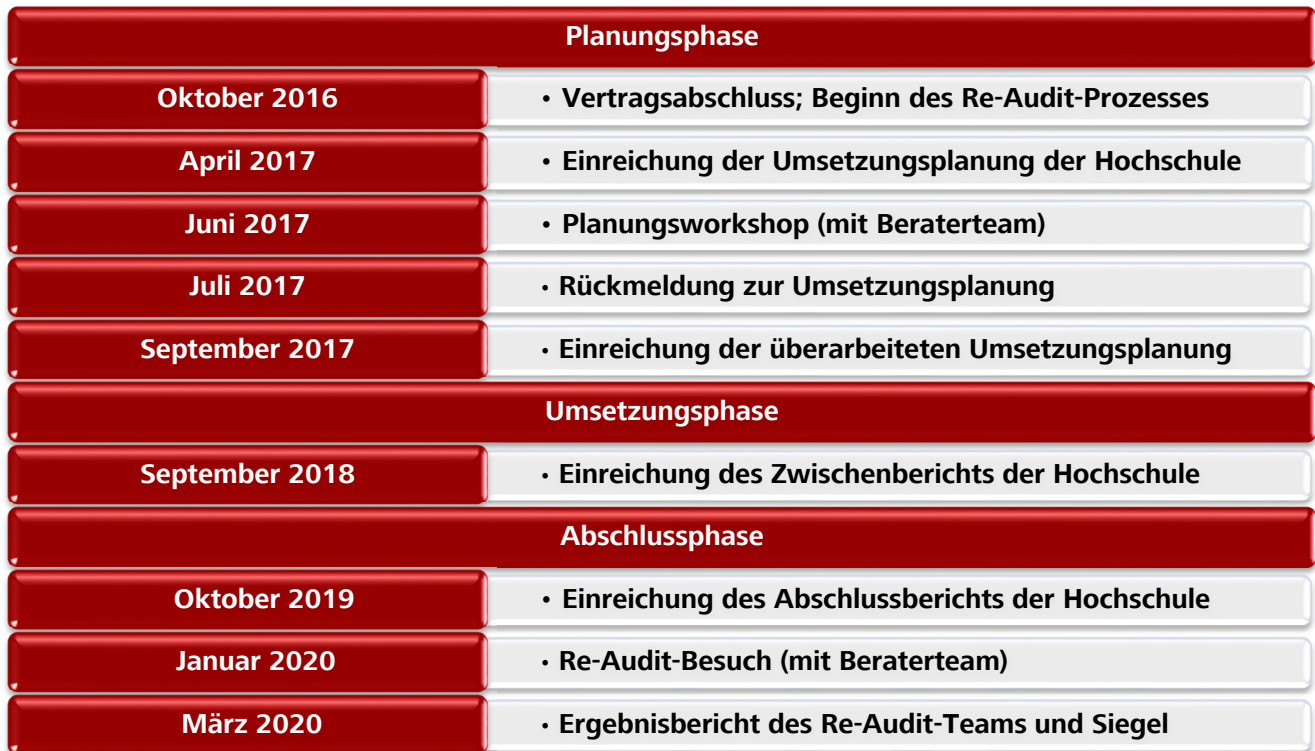 Planungsphase
Oktober 2016 • Vertragsabschluss; Beginn des Re-Audit-Prozesses
April 2017 • Einreichung der Umsetzungsplanung der Hochschule
Juni 2017 • Planungsworkshop (mit Beraterteam)
Juli 2017 • Rückmeldung zur Umsetzungsplanung
September 2017 • Einreichung der überarbeiteten Umsetzungsplanung
Umsetzungsphase
September 2018 • Einreichung des Zwischenberichts der Hochschule
Abschlussphase
Oktober 2019 • Einreichung des Abschlussberichts der Hochschule
Januar 2020 • Re-Audit-Besuch (mit Beraterteam)
März 2020 • Ergebnisbericht des Re-Audit-Teams und Siegel